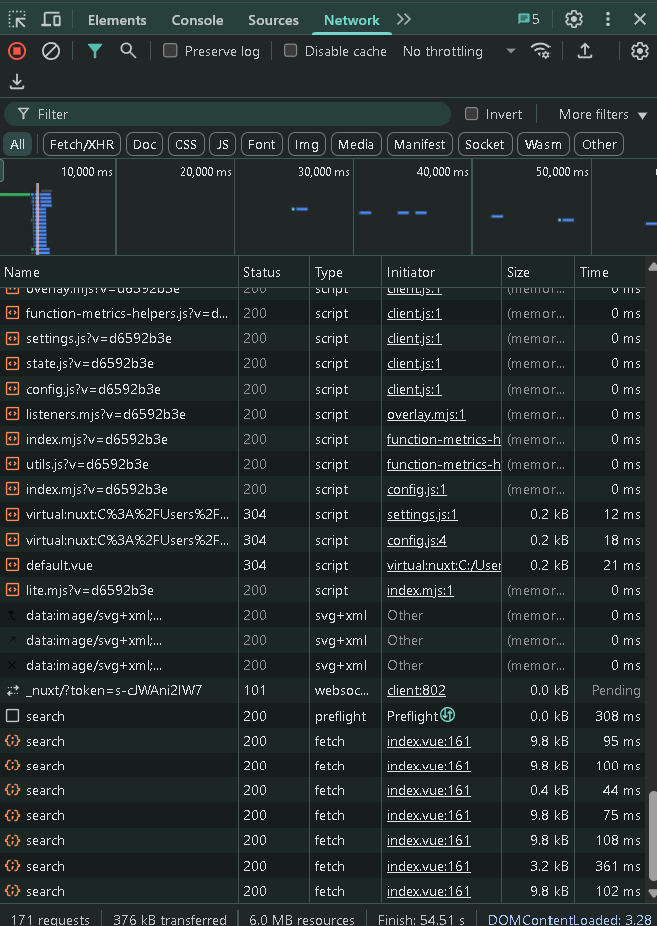 Elements Console Sources Network 5
Preserve log Disable cache No throttling
Filter Invert More filters
All Fetch/XHR Doc CSS JS Font Img Media Manifest Socket Wasm Other
10,000 ms 20,000 ms 30,000 ms 40,000 ms 50,000 ms
Name Status Type Initiator Size Time
overlay.mjs?v=d6592b3e 200 script client.js:1 (memor... 0 ms
function-metrics-helpers.js?v=d... 200 script client.js:1 (memor... 0 ms
settings.js?v=d6592b3e 200 script client.js:1 (memor... 0 ms
state.js?v=d6592b3e 200 script client.js:1 (memor... 0 ms
config.js?v=d6592b3e 200 script client.js:1 (memor... 0 ms
listeners.mjs?v=d6592b3e 200 script overlay.mjs:1 (memor... 0 ms
index.mjs?v=d6592b3e 200 script function-metrics-h (memor... 0 ms
utils.js?v=d6592b3e 200 script function-metrics-h (memor... 0 ms
index.mjs?v=d6592b3e 200 script config.js:1 (memor... 0 ms
virtual:nuxt:C%3A%2FUsers%2F... 304 script settings.js:1 0.2 kB 12 ms
virtual:nuxt:C%3A%2FUsers%2F... 304 script config.js:4 0.2 kB 18 ms
default.vue 304 script virtual:nuxt:C:/User 0.2 kB 21 ms
lite.mjs?v=d6592b3e 200 script index.mjs:1 (memor... 0 ms
data:image/svg+xml;... 200 svg+xml Other (memor... 0 ms
data:image/svg+xml;... 200 svg+xml Other (memor... 0 ms
data:image/svg+xml;... 200 svg+xml Other (memor... 0 ms
_nuxt/?token=s-cJWAni2IW7 101 websoc... client:802 0.0 kB Pending
search 200 preflight Preflight 0.0 kB 308 ms
search 200 fetch index.vue:161 9.8 kB 95 ms
search 200 fetch index.vue:161 9.8 kB 100 ms
search 200 fetch index.vue:161 0.4 kB 44 ms
search 200 fetch index.vue:161 9.8 kB 75 ms
search 200 fetch index.vue:161 9.8 kB 108 ms
search 200 fetch index.vue:161 3.2 kB 361 ms
search 200 fetch index.vue:161 9.8 kB 102 ms
171 requests 376 kB transferred 6.0 MB resources Finish: 54.51 s DOMContentLoaded: 3.28